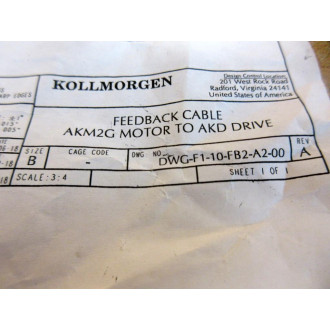 KOLLMORGEN
Design Control Location:
201 West Rock Road
Radford, Virginia 24141
United States of America
FEEDBACK CABLE
AKM2G MOTOR TO AKD DRIVE
SIZE
B
CAGE CODE
-
DWG NO.
DWG-F1-10-FB2-A2-00
REV
A
SCALE: 3:4
SHEET 1 OF 1